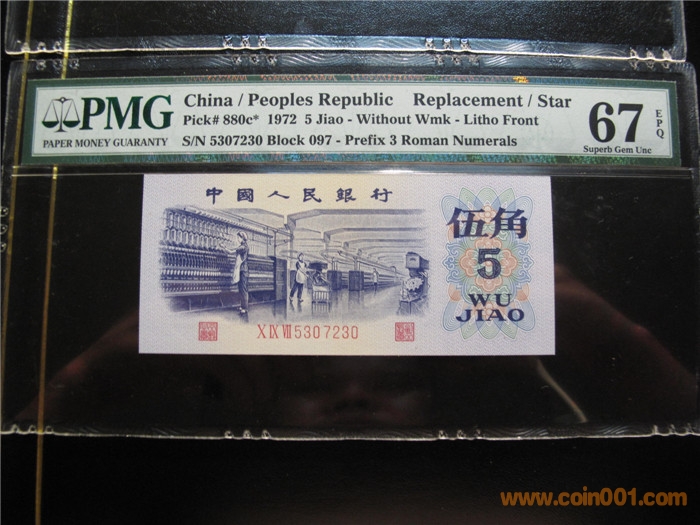 PMG
PAPER MONEY GUARANTY
China / Peoples Republic Replacement / Star
Pick# 880c* 1972 5 Jiao - Without Wmk - Litho Front
S/N 5307230 Block 097 - Prefix 3 Roman Numerals
67 EPQ
Superb Gem Unc
中國人民銀行
伍角
5
WU
JIAO
X IX VII 5307230
www.coin001.com